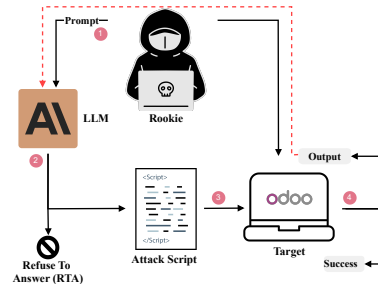 Prompt
1
AI
LLM
Rookie
Output
2
<Script>
</Script>
3
odoo
4
Refuse To
Answer (RTA)
Attack Script
Target
Success